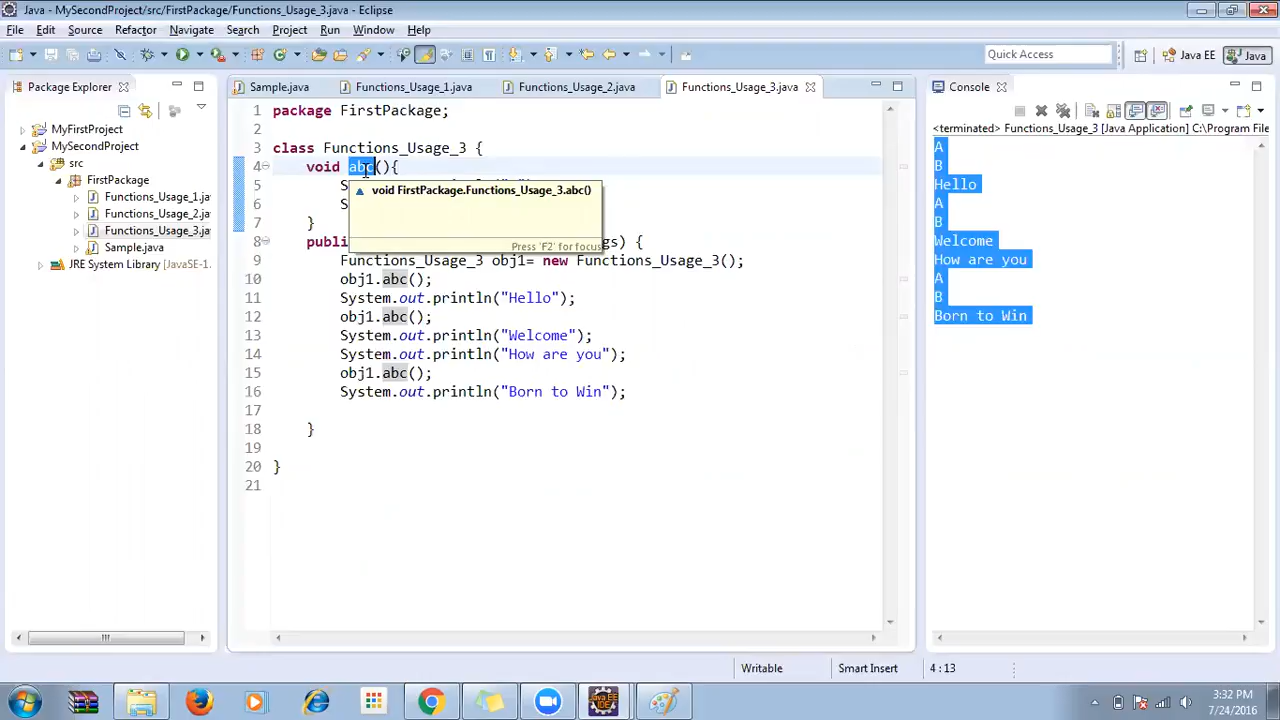 Java - MySecondProject/src/FirstPackage/Functions_Usage_3.java - Eclipse
File Edit Source Refactor Navigate Search Project Run Window Help
Quick Access
Java EE
Java
Package Explorer
MyFirstProject
MySecondProject
src
FirstPackage
Functions_Usage_1.jav
Functions_Usage_2.jav
Functions_Usage_3.jav
Sample.java
JRE System Library [JavaSE-1.
Sample.java
Functions_Usage_1.java
Functions_Usage_2.java
Functions_Usage_3.java
1 package FirstPackage;
2
3 class Functions_Usage_3 {
4 void abc(){
5 S
6 S
7 }
8 publi gs) {
9 Functions_Usage_3 obj1= new Functions_Usage_3();
10 obj1.abc();
11 System.out.println("Hello");
12 obj1.abc();
13 System.out.println("Welcome");
14 System.out.println("How are you");
15 obj1.abc();
16 System.out.println("Born to Win");
17
18 }
19
20 }
21
void FirstPackage.Functions_Usage_3.abc()
Press 'F2' for focus
Console
<terminated> Functions_Usage_3 [Java Application] C:\Program File
A
B
Hello
A
B
Welcome
How are you
A
B
Born to Win
Writable
Smart Insert
4 : 13
3:32 PM
7/24/2016